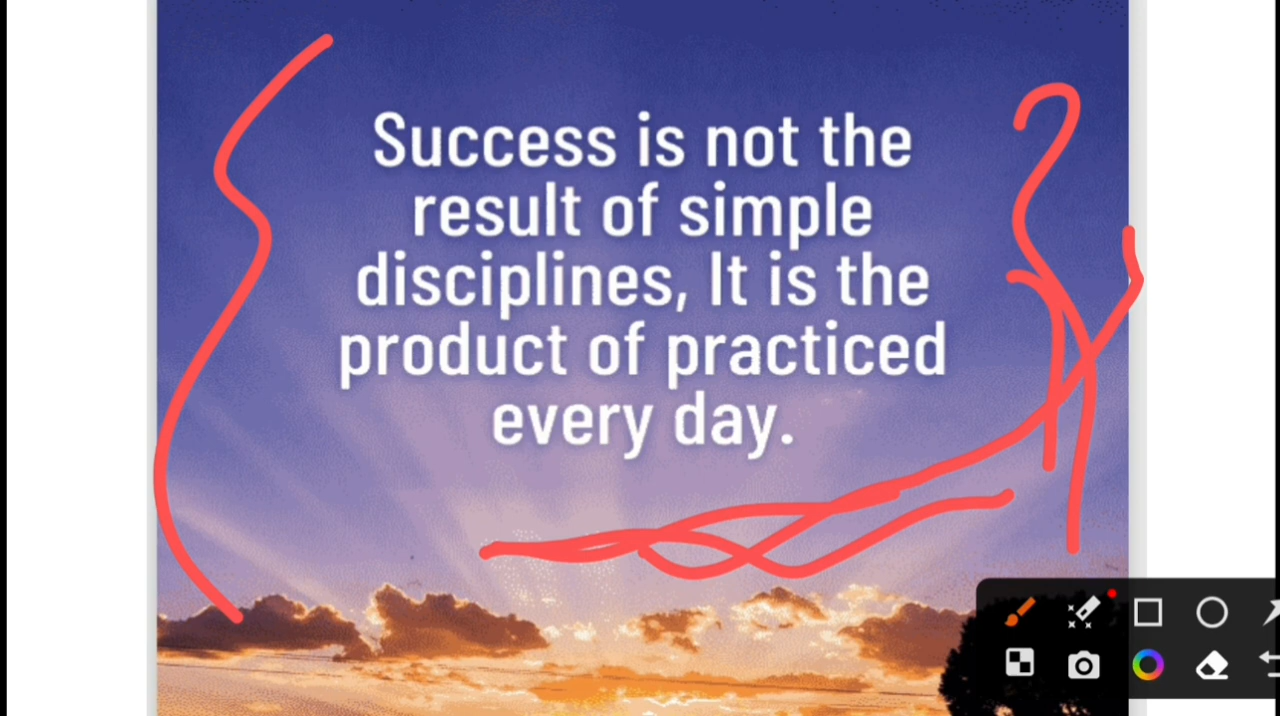 Success is not the
result of simple
disciplines, It is the
product of practiced
every day.